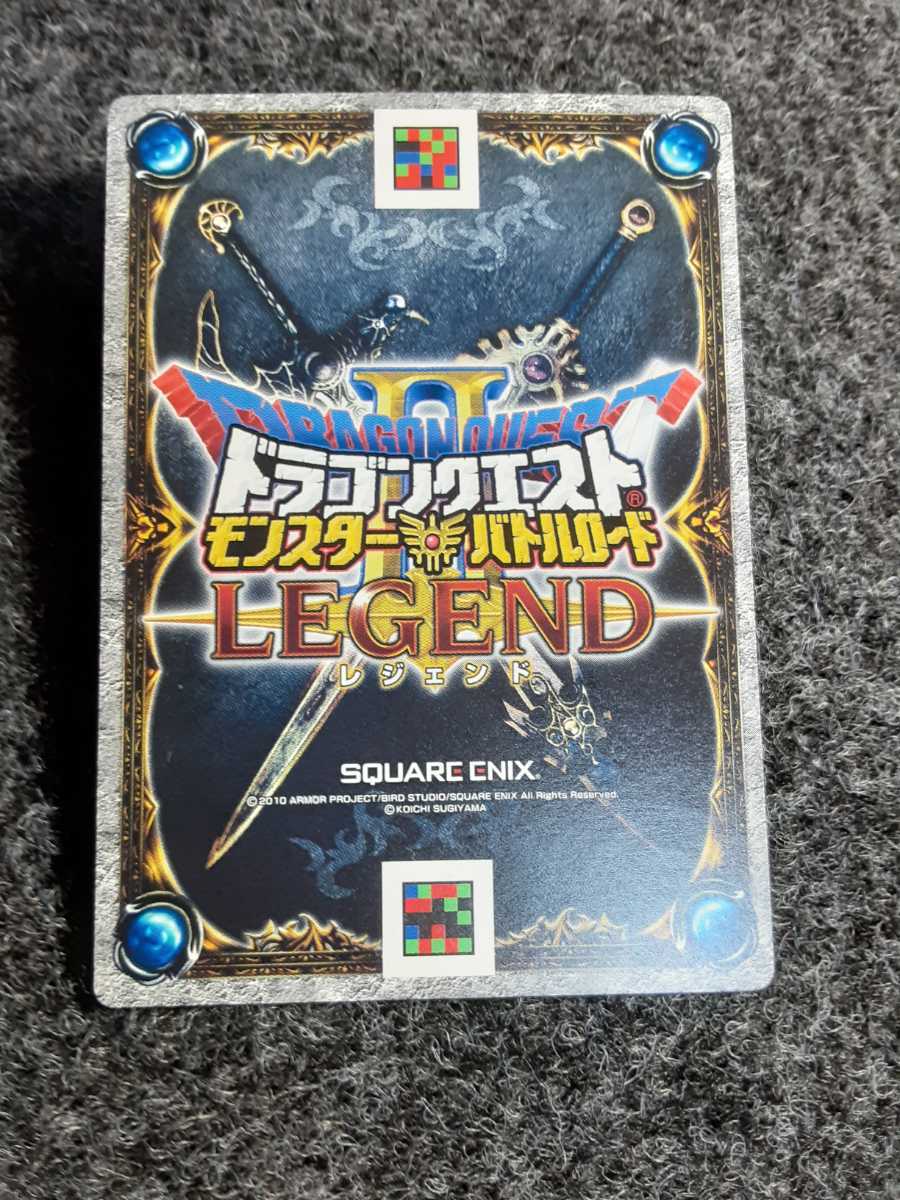 II
DRAGON QUEST
ドラゴンクエスト®
モンスターバトルロード
LEGEND
レジェンド
SQUARE ENIX®
©2010 ARMOR PROJECT/BIRD STUDIO/SQUARE ENIX All Rights Reserved.
©KOICHI SUGIYAMA